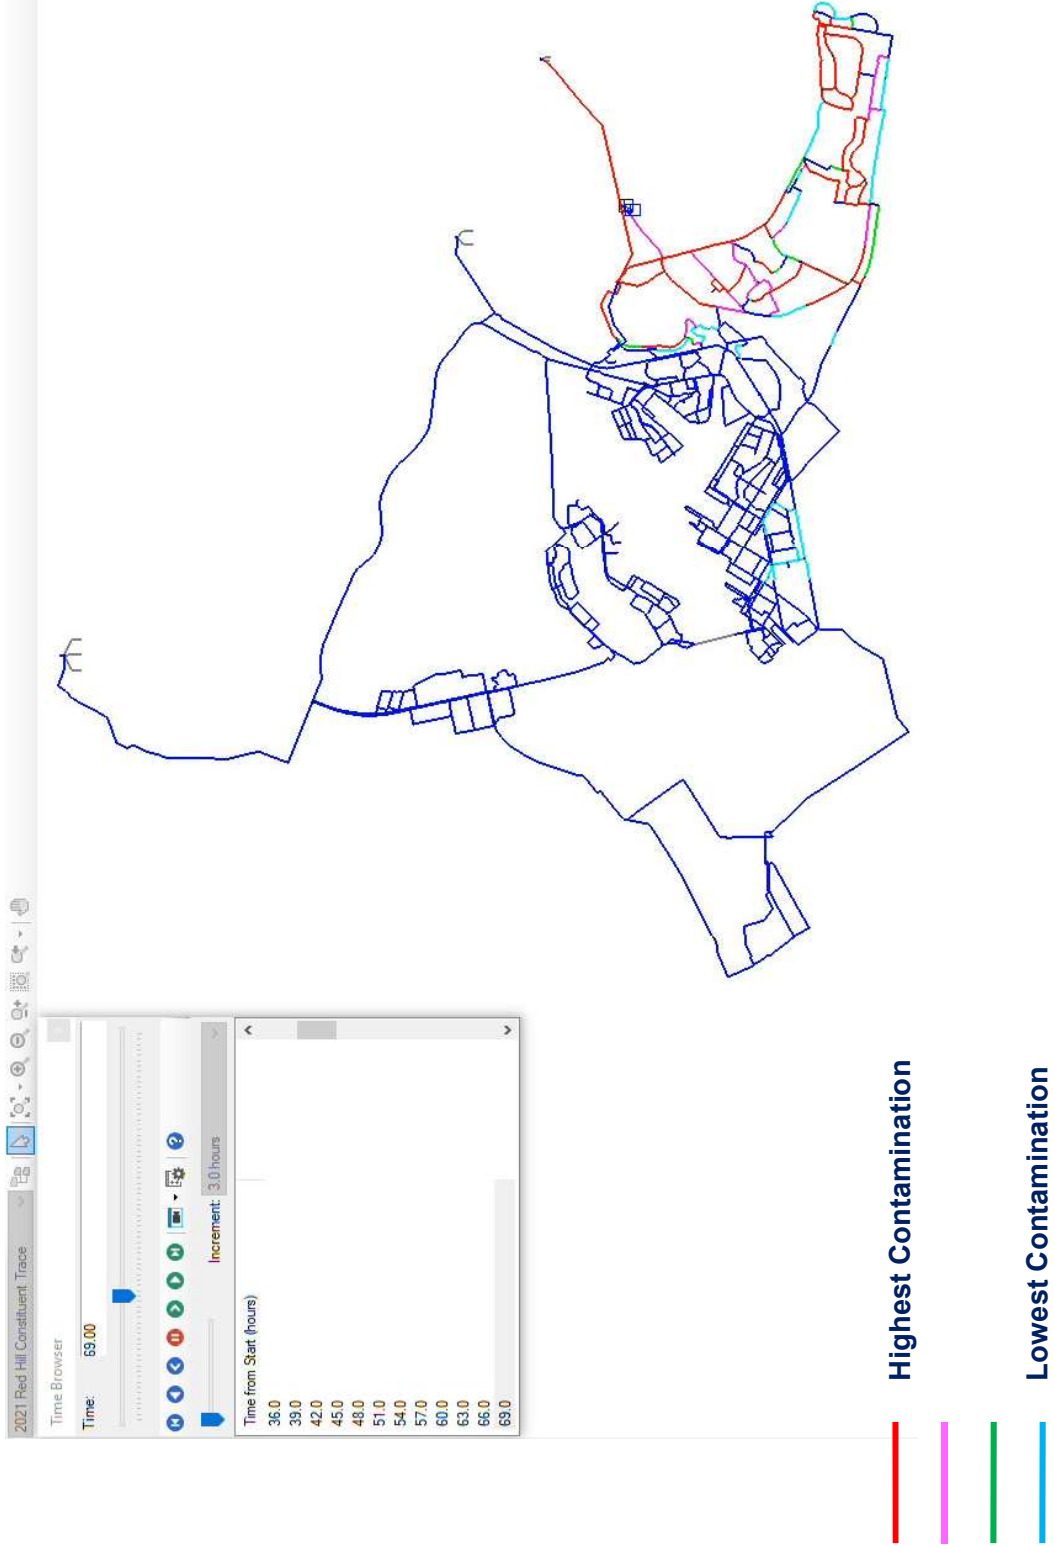 2021 Red Hill Constituent Trace
Time Browser
Time:
69.00
Increment: 3.0 hours
Time from Start (hours)
36.0
39.0
42.0
45.0
48.0
51.0
54.0
57.0
60.0
63.0
66.0
69.0
Highest Contamination
Lowest Contamination